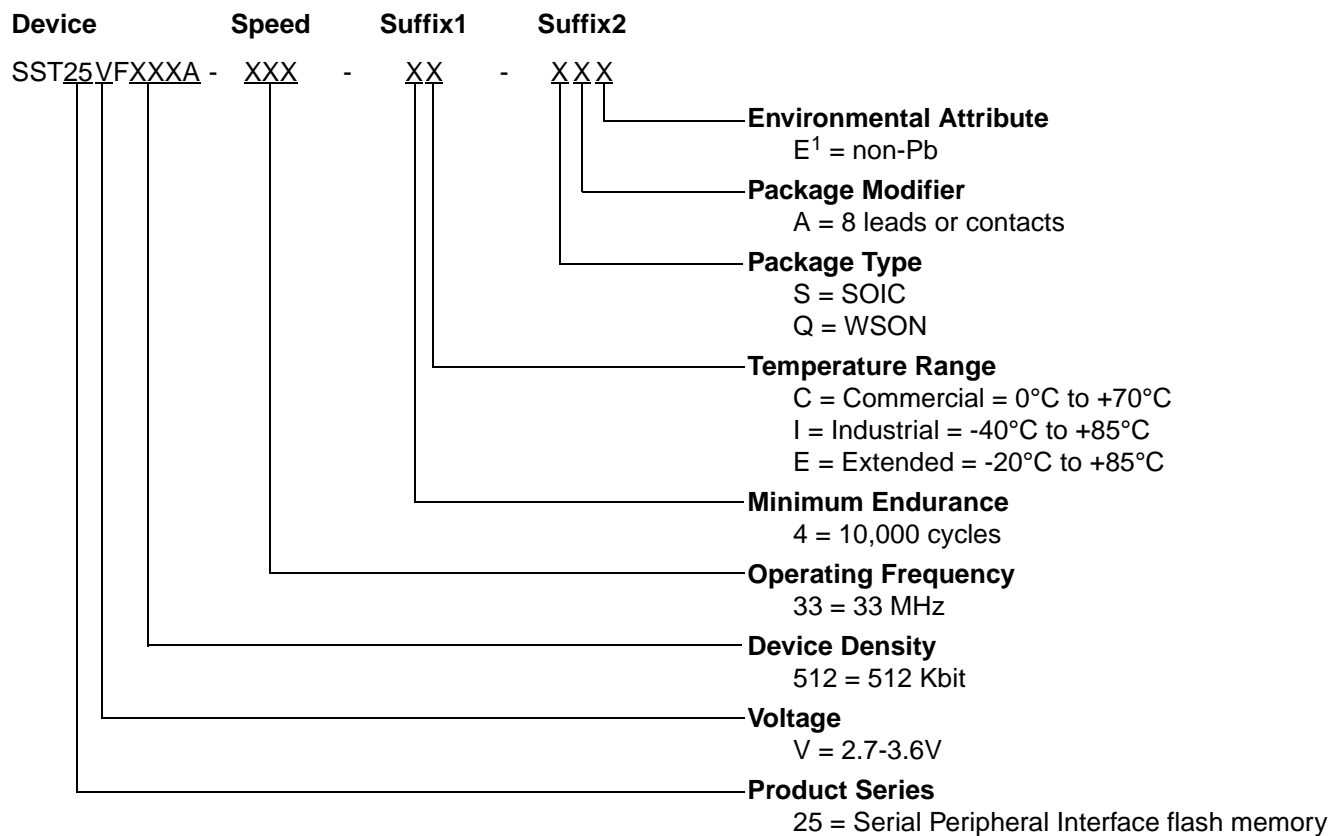 Device Speed Suffix1 Suffix2
SST25VFXXXA - XXX - XX - XXX
Environmental Attribute
E1 = non-Pb
Package Modifier
A = 8 leads or contacts
Package Type
S = SOIC
Q = WSON
Temperature Range
C = Commercial = 0°C to +70°C
I = Industrial = -40°C to +85°C
E = Extended = -20°C to +85°C
Minimum Endurance
4 = 10,000 cycles
Operating Frequency
33 = 33 MHz
Device Density
512 = 512 Kbit
Voltage
V = 2.7-3.6V
Product Series
25 = Serial Peripheral Interface flash memory